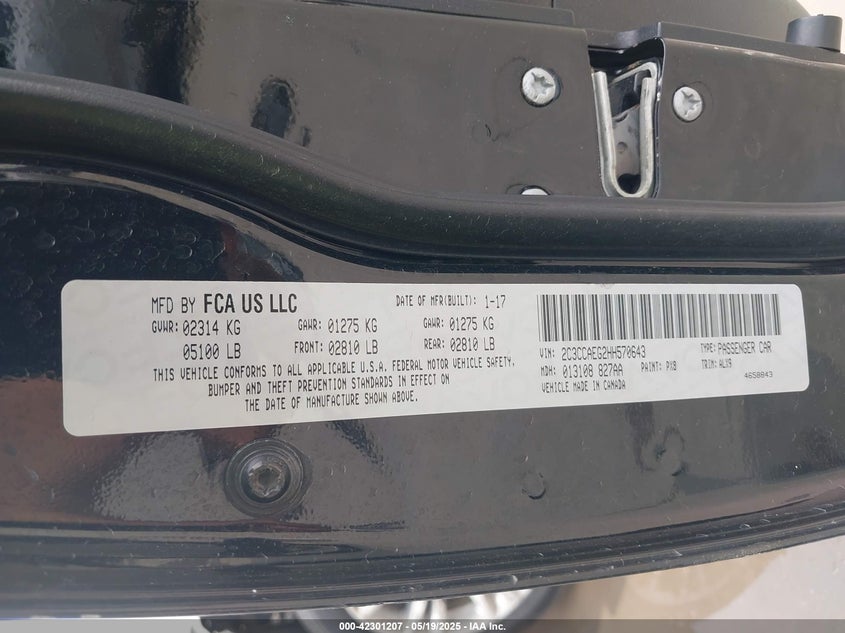 MFD BY FCA US LLC
DATE OF MFR(BUILT): 1-17
GVWR: 02314 KG
GAWR: 01275 KG
GAWR: 01275 KG
05100 LB
FRONT: 02810 LB
REAR: 02810 LB
THIS VEHICLE CONFORMS TO ALL APPLICABLE U.S.A. FEDERAL MOTOR VEHICLE SAFETY,
BUMPER AND THEFT PREVENTION STANDARDS IN EFFECT ON
THE DATE OF MANUFACTURE SHOWN ABOVE.
VIN: 2C3CCAEG2HH570643
TYPE: PASSENGER CAR
MDH: 013108 827AA
PAINT: PX8
TRIM: ALX9
VEHICLE MADE IN CANADA
4658843
000-42301207 - 05/19/2025 - IAA Inc.